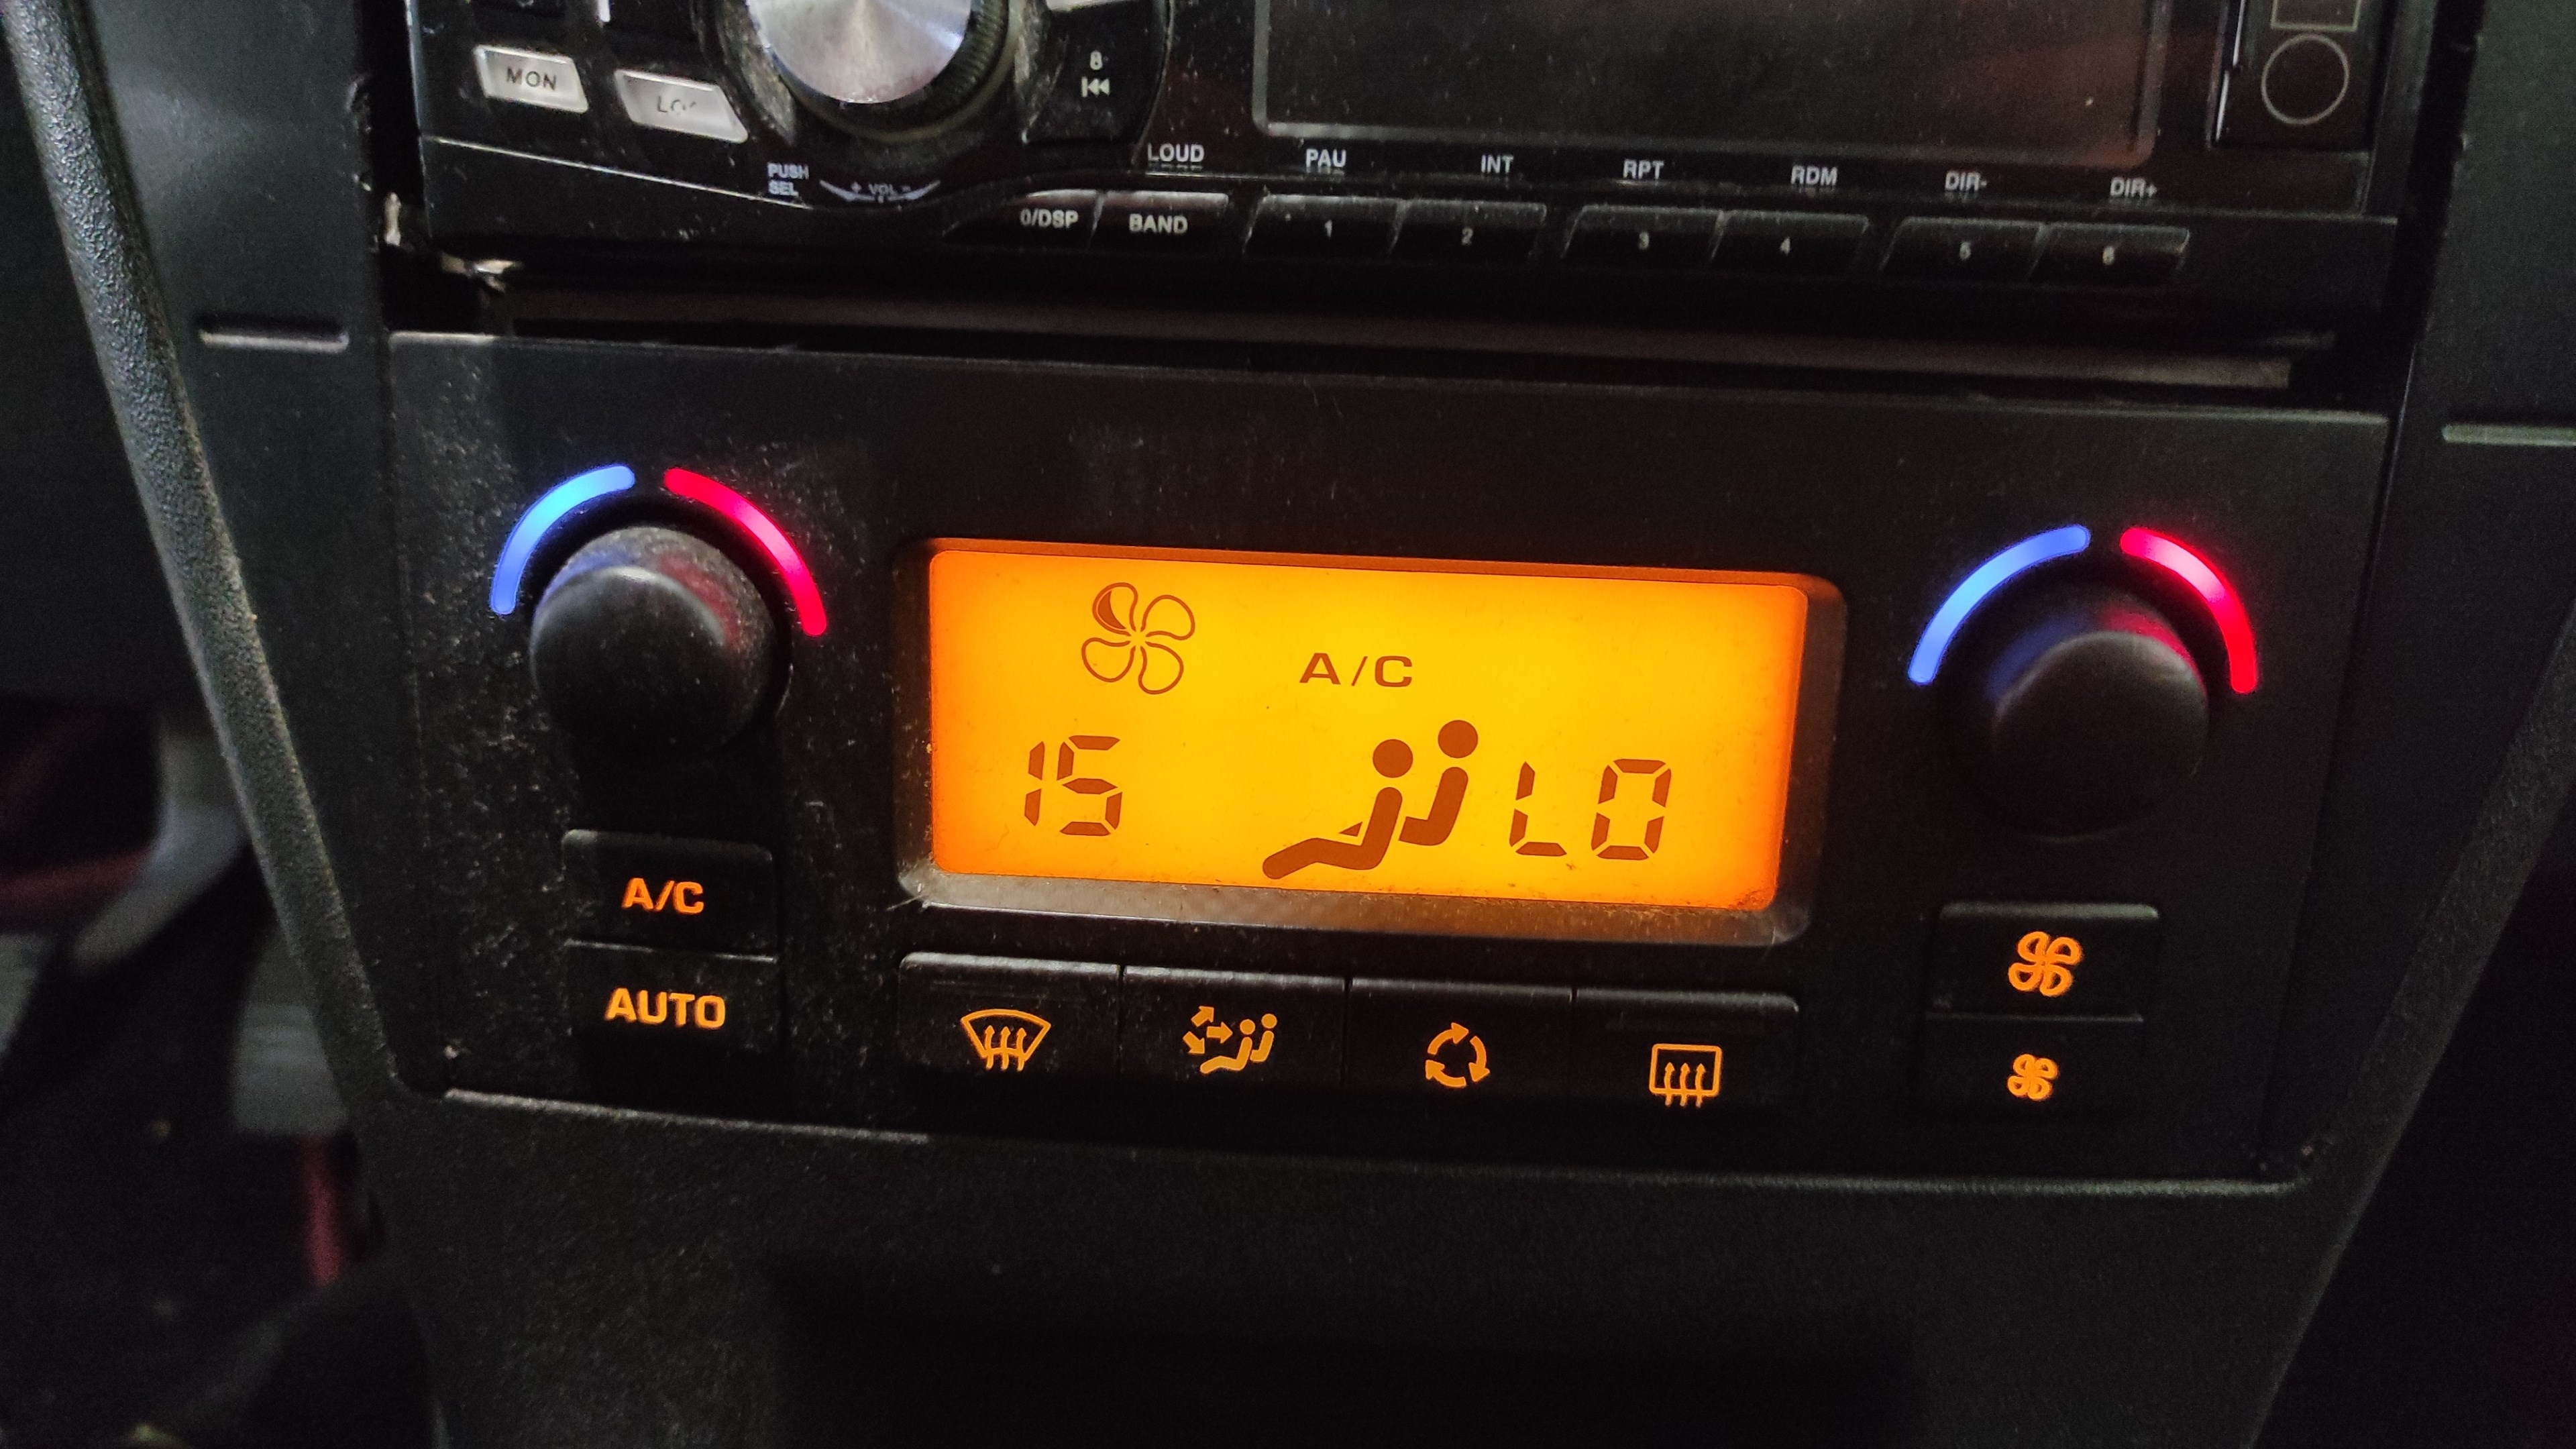 MON
8
PUSH
SEL
+ VOL -
LOUD PAU INT RPT RDM DIR- DIR+
0/DSP BAND 1 2 3 4 5 6
A/C
15 LO
A/C
AUTO